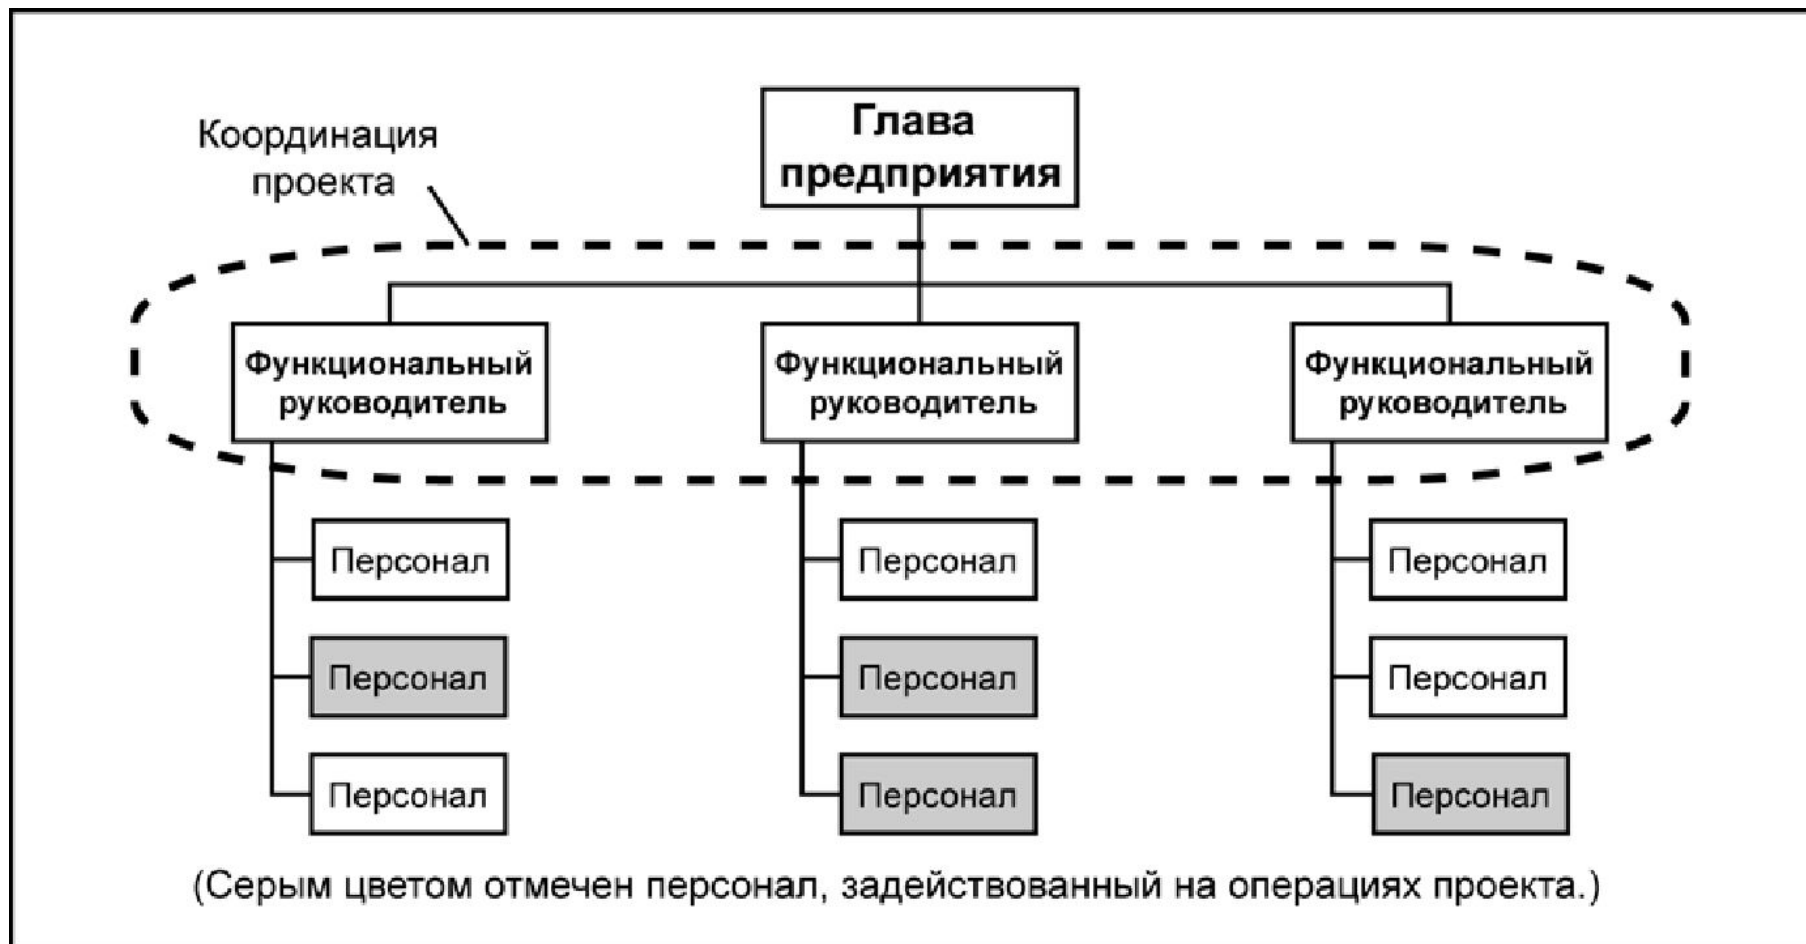 Координация
проекта
Глава
предприятия
Функциональный
руководитель
Функциональный
руководитель
Функциональный
руководитель
Персонал
Персонал
Персонал
Персонал
Персонал
Персонал
Персонал
Персонал
Персонал
(Серым цветом отмечен персонал, задействованный на операциях проекта.)